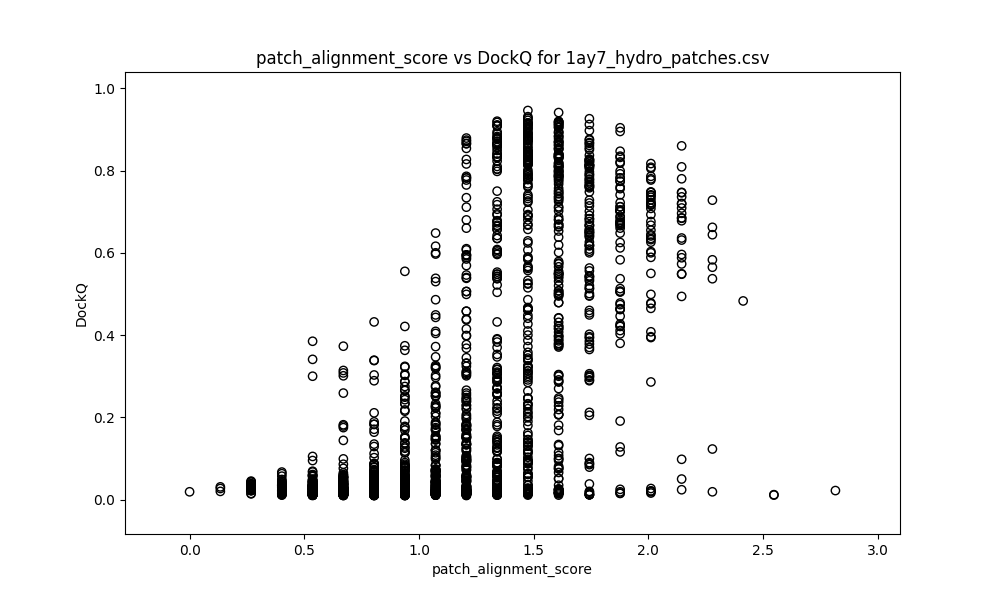 patch_alignment_score vs DockQ for 1ay7_hydro_patches.csv
1.0
0.8
0.6
0.4
0.2
0.0
DockQ
0.0 0.5 1.0 1.5 2.0 2.5 3.0
patch_alignment_score